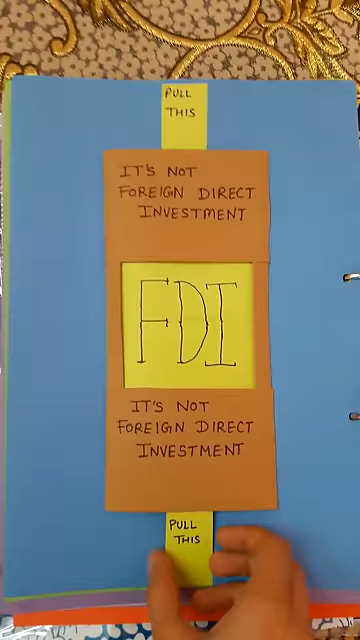 PULL
THIS
IT'S NOT
FOREIGN DIRECT
INVESTMENT
FDI
IT'S NOT
FOREIGN DIRECT
INVESTMENT
PULL
THIS